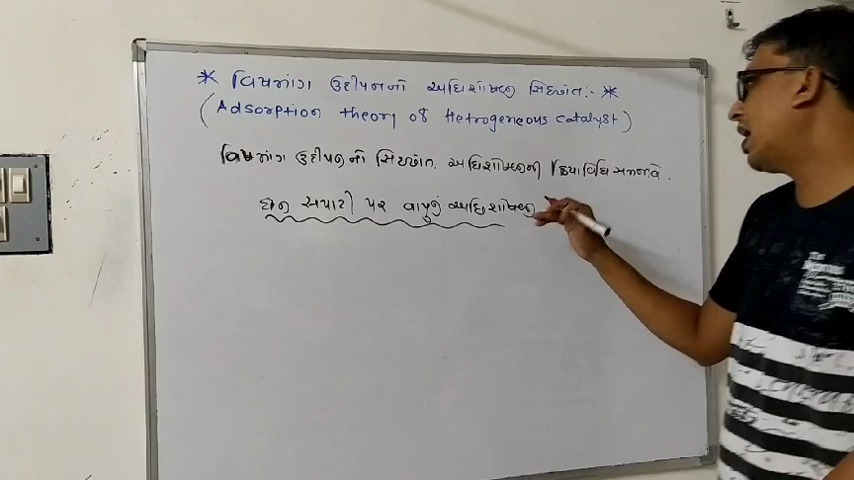 * વિષમાંગ ઉદીપનનો અધિશોષણ સિદ્ધાંત:- *
(Adsorption theory of Hetrogeneous catalyst)
વિષમાંગ ઉદીપનનો સિધ્ધાંત. અધિશોષણની ક્રિયાવિધિ સમજાવે.
ઘન સપાટી પર વાયુનું અધિશોષણ